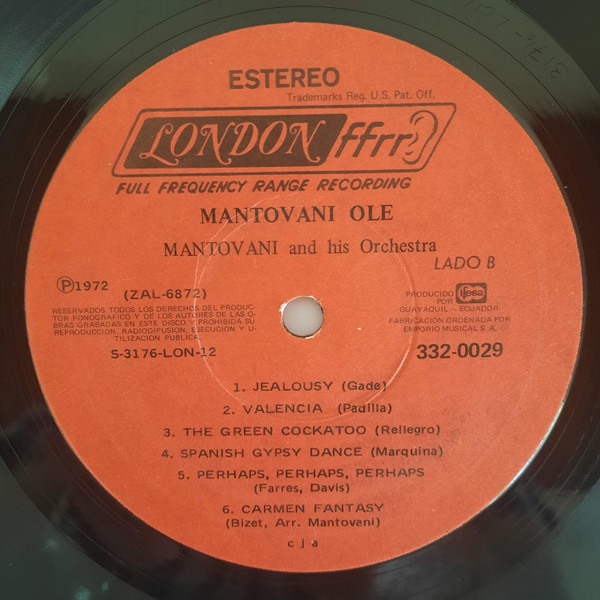 ESTEREO
Trademarks Reg. U.S. Pat. Off.
LONDON ffrr
FULL FREQUENCY RANGE RECORDING
MANTOVANI OLE
MANTOVANI and his Orchestra
LADO B
Ⓟ1972
(ZAL-6872)
RESERVADOS TODOS LOS DERECHOS DEL PRODUC-
TOR FONOGRAFICO Y DE LOS AUTORES DE LAS O-
BRAS GRABADAS EN ESTE DISCO Y PROHIBIDA SU
REPRODUCCION, RADIODIFUSION, EJECUCION Y U-
TILIZACION PUBLICA
S-3176-LON-12
PRODUCIDO
POR
GUAYAQUIL - ECUADOR
FABRICACION ORDENADA POR
EMPORIO MUSICAL S. A.
332-0029
1. JEALOUSY (Gade)
2. VALENCIA (Padilla)
3. THE GREEN COCKATOO (Rellegro)
4. SPANISH GYPSY DANCE (Marquina)
5. PERHAPS, PERHAPS, PERHAPS
(Farres, Davis)
6. CARMEN FANTASY
(Bizet, Arr. Mantovani)
c j a